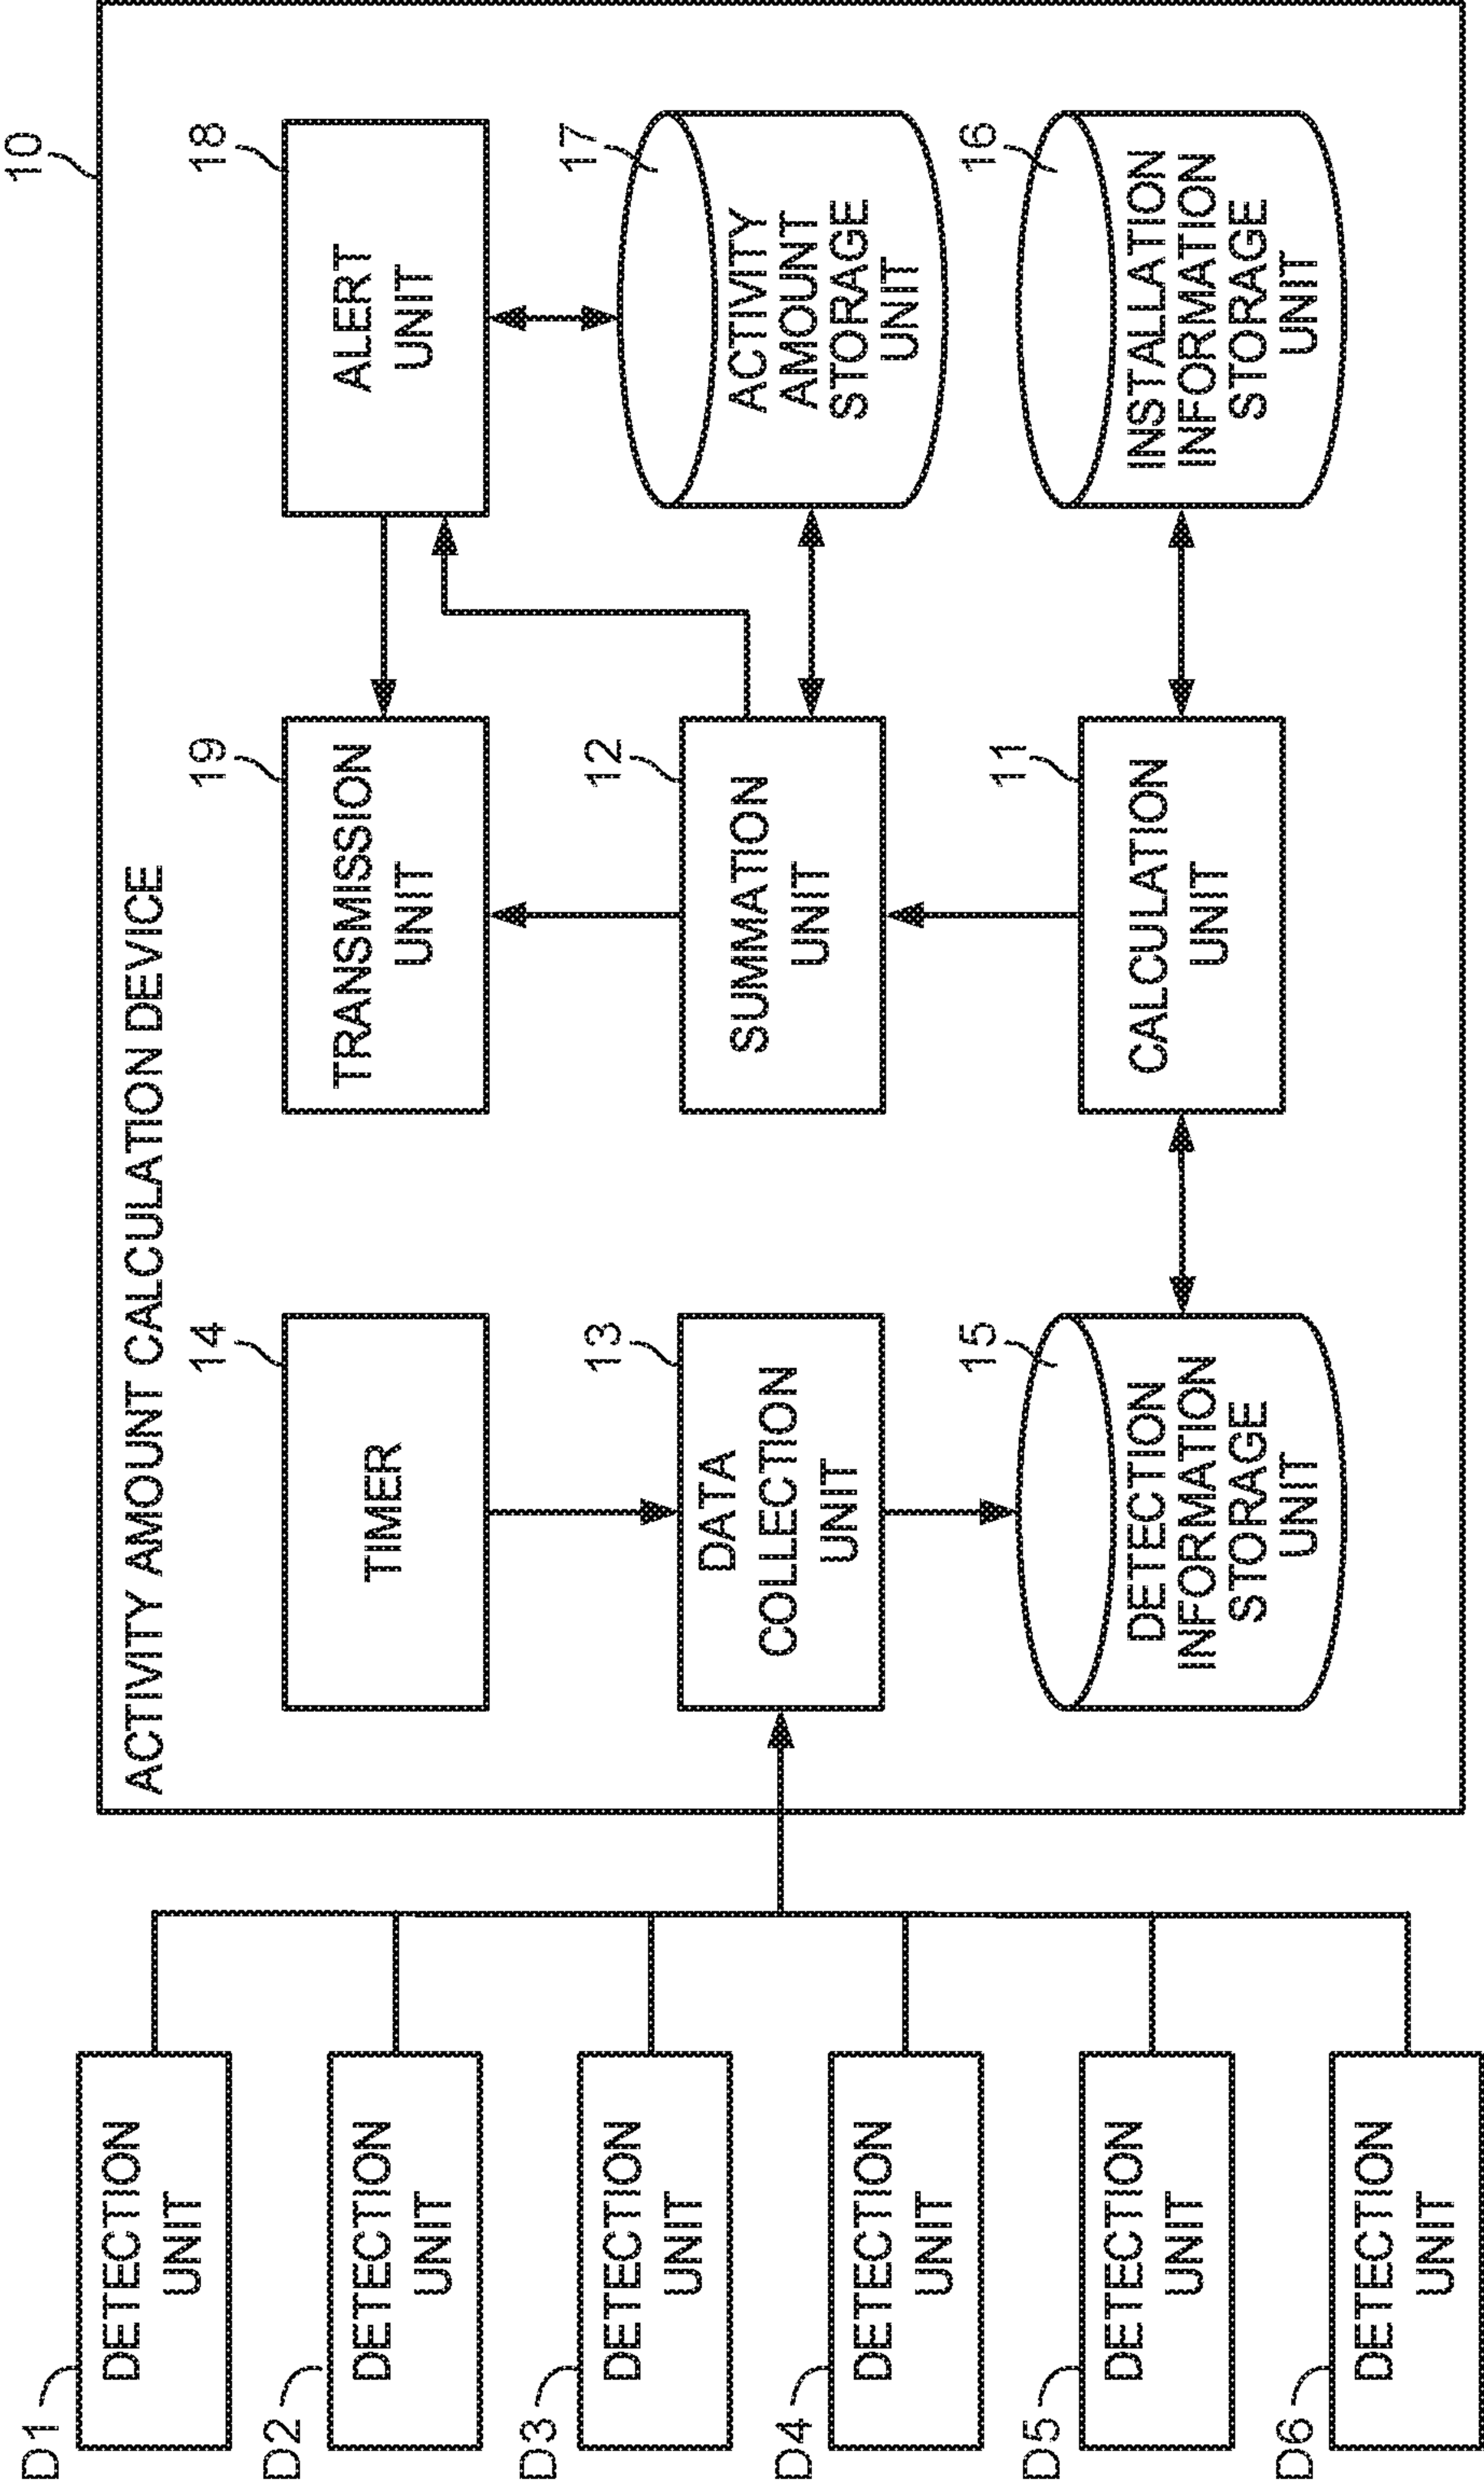 10
ACTIVITY AMOUNT CALCULATION DEVICE
D1
DETECTION
UNIT
D2
DETECTION
UNIT
D3
DETECTION
UNIT
D4
DETECTION
UNIT
D5
DETECTION
UNIT
D6
DETECTION
UNIT
14
TIMER
13
DATA
COLLECTION
UNIT
15
DETECTION
INFORMATION
STORAGE
UNIT
19
TRANSMISSION
UNIT
12
SUMMATION
UNIT
11
CALCULATION
UNIT
18
ALERT
UNIT
17
ACTIVITY
AMOUNT
STORAGE
UNIT
16
INSTALLATION
INFORMATION
STORAGE
UNIT